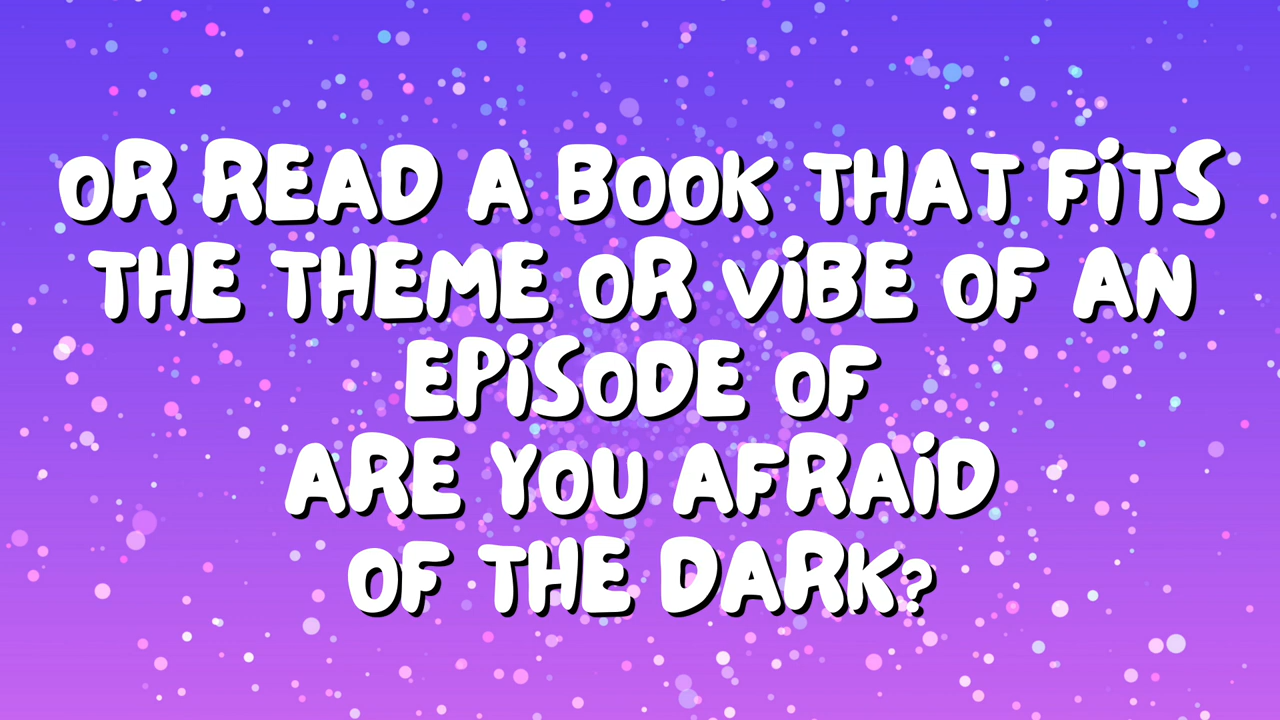 OR READ A BOOK THAT FITS
THE THEME OR VIBE OF AN
EPISODE OF
ARE YOU AFRAID
OF THE DARK?